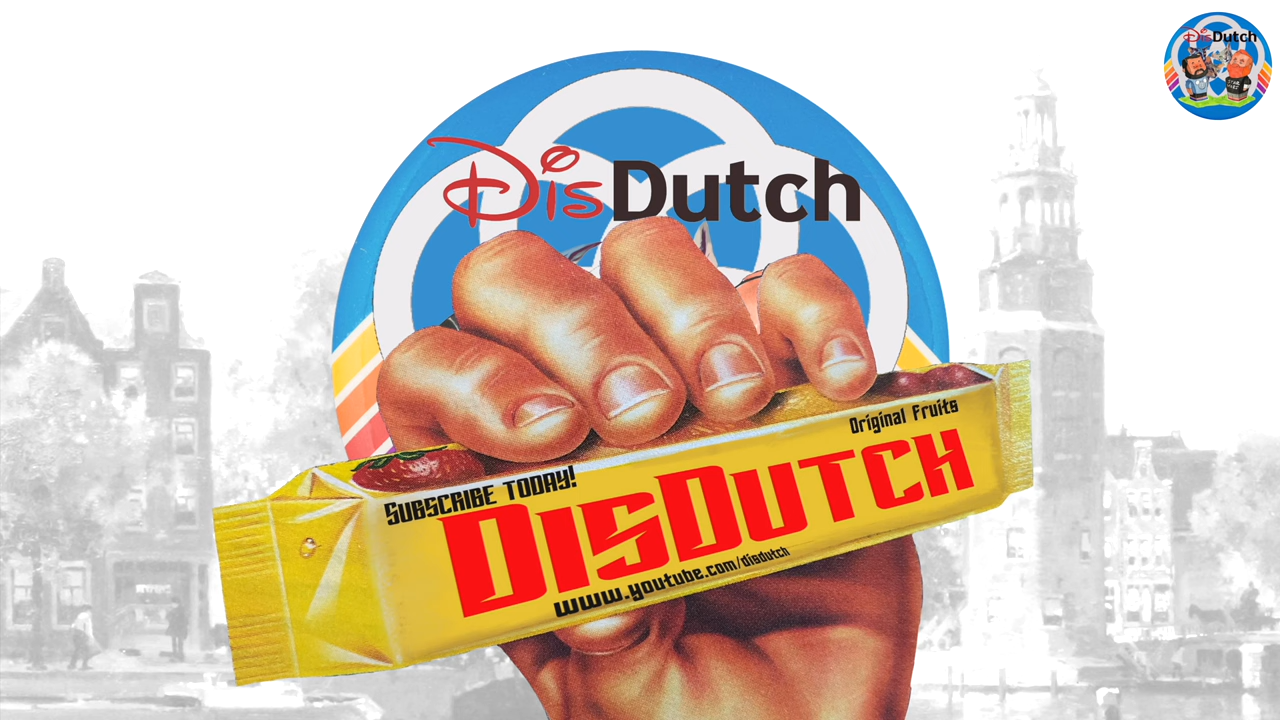 DisDutch
DisDutch
Original Fruits
SUBSCRIBE TODAY!
DisDutch
www.youtube.com/disdutch